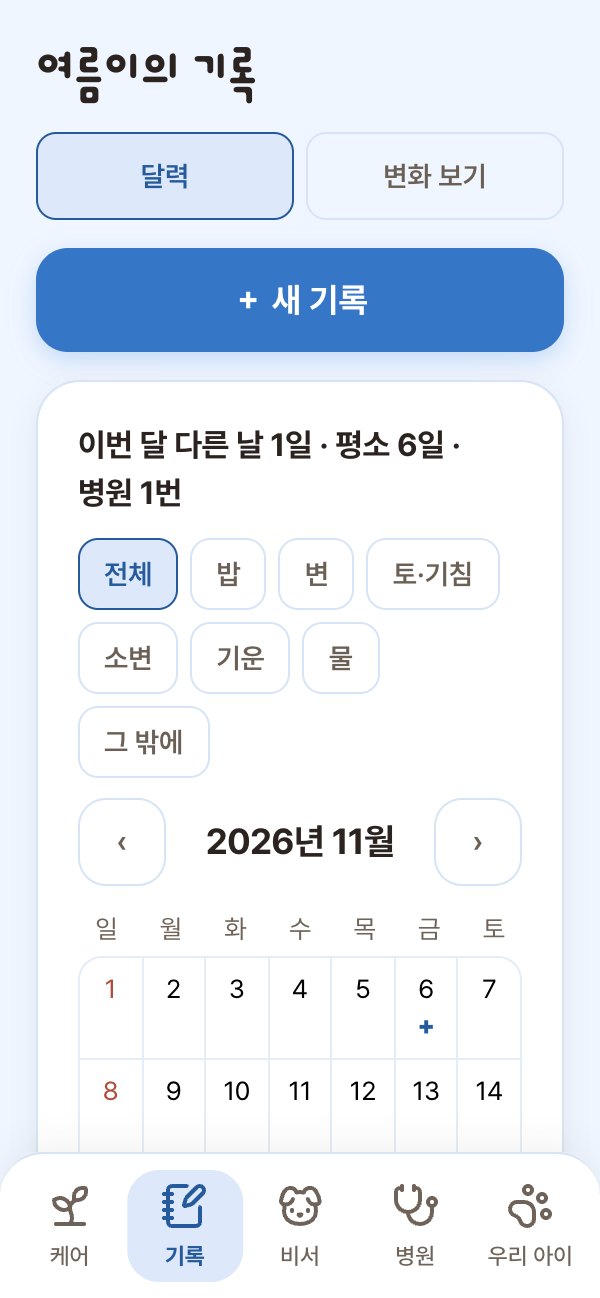 여름이의 기록
달력 변화 보기
+ 새 기록
이번 달 다른 날 1일 · 평소 6일 ·
병원 1번
전체 밥 변 토·기침
소변 기운 물
그 밖에
‹ 2026년 11월 ›
일 월 화 수 목 금 토
1 2 3 4 5 6 7
+
8 9 10 11 12 13 14
케어 기록 비서 병원 우리 아이